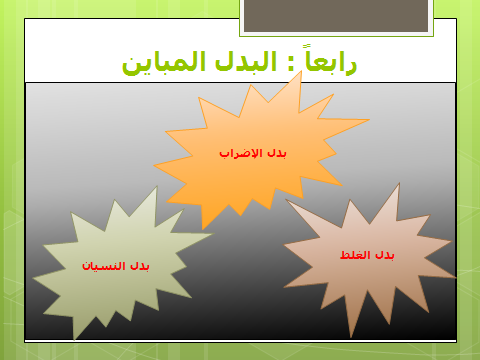 رابعاً : البدل المباين
بدل الإضراب
بدل الغلط
بدل النسيان